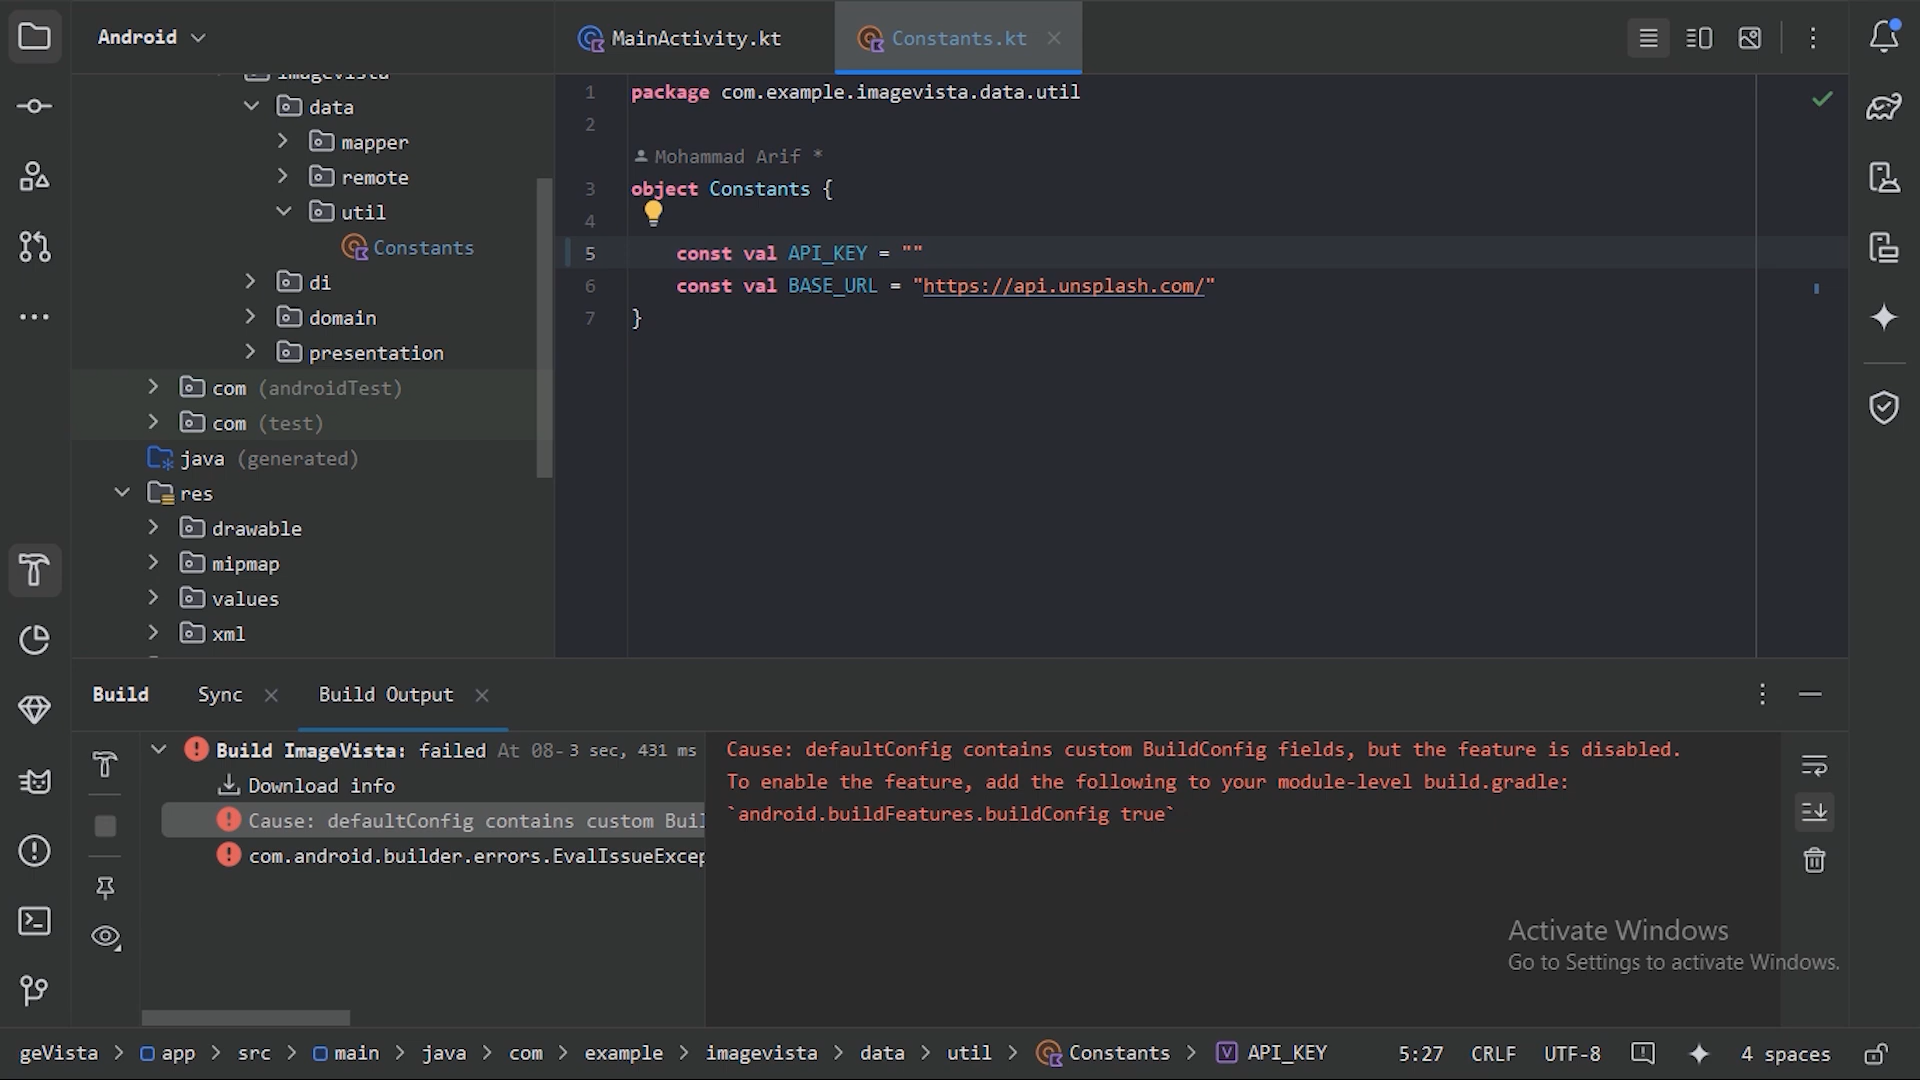 Android
MainActivity.kt
Constants.kt
imagevista
data
mapper
remote
util
Constants
di
domain
presentation
com (androidTest)
com (test)
java (generated)
res
drawable
mipmap
values
xml
1 package com.example.imagevista.data.util
2
Mohammad Arif *
3 object Constants {
4
5 const val API_KEY = ""
6 const val BASE_URL = "https://api.unsplash.com/"
7 }
Build Sync Build Output
Build ImageVista: failed At 08- 3 sec, 431 ms
Download info
Cause: defaultConfig contains custom Buil
com.android.builder.errors.EvalIssueExcep
Cause: defaultConfig contains custom BuildConfig fields, but the feature is disabled.
To enable the feature, add the following to your module-level build.gradle:
`android.buildFeatures.buildConfig true`
Activate Windows
Go to Settings to activate Windows.
geVista > app > src > main > java > com > example > imagevista > data > util > Constants > API_KEY 5:27 CRLF UTF-8 4 spaces